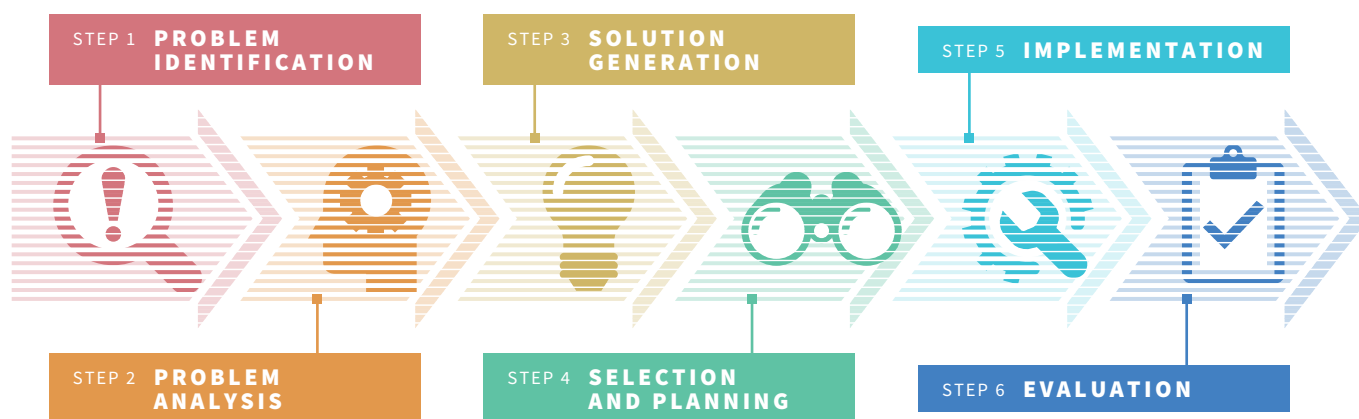 STEP 1 PROBLEM
IDENTIFICATION
STEP 2 PROBLEM
ANALYSIS
STEP 3 SOLUTION
GENERATION
STEP 4 SELECTION
AND PLANNING
STEP 5 IMPLEMENTATION
STEP 6 EVALUATION